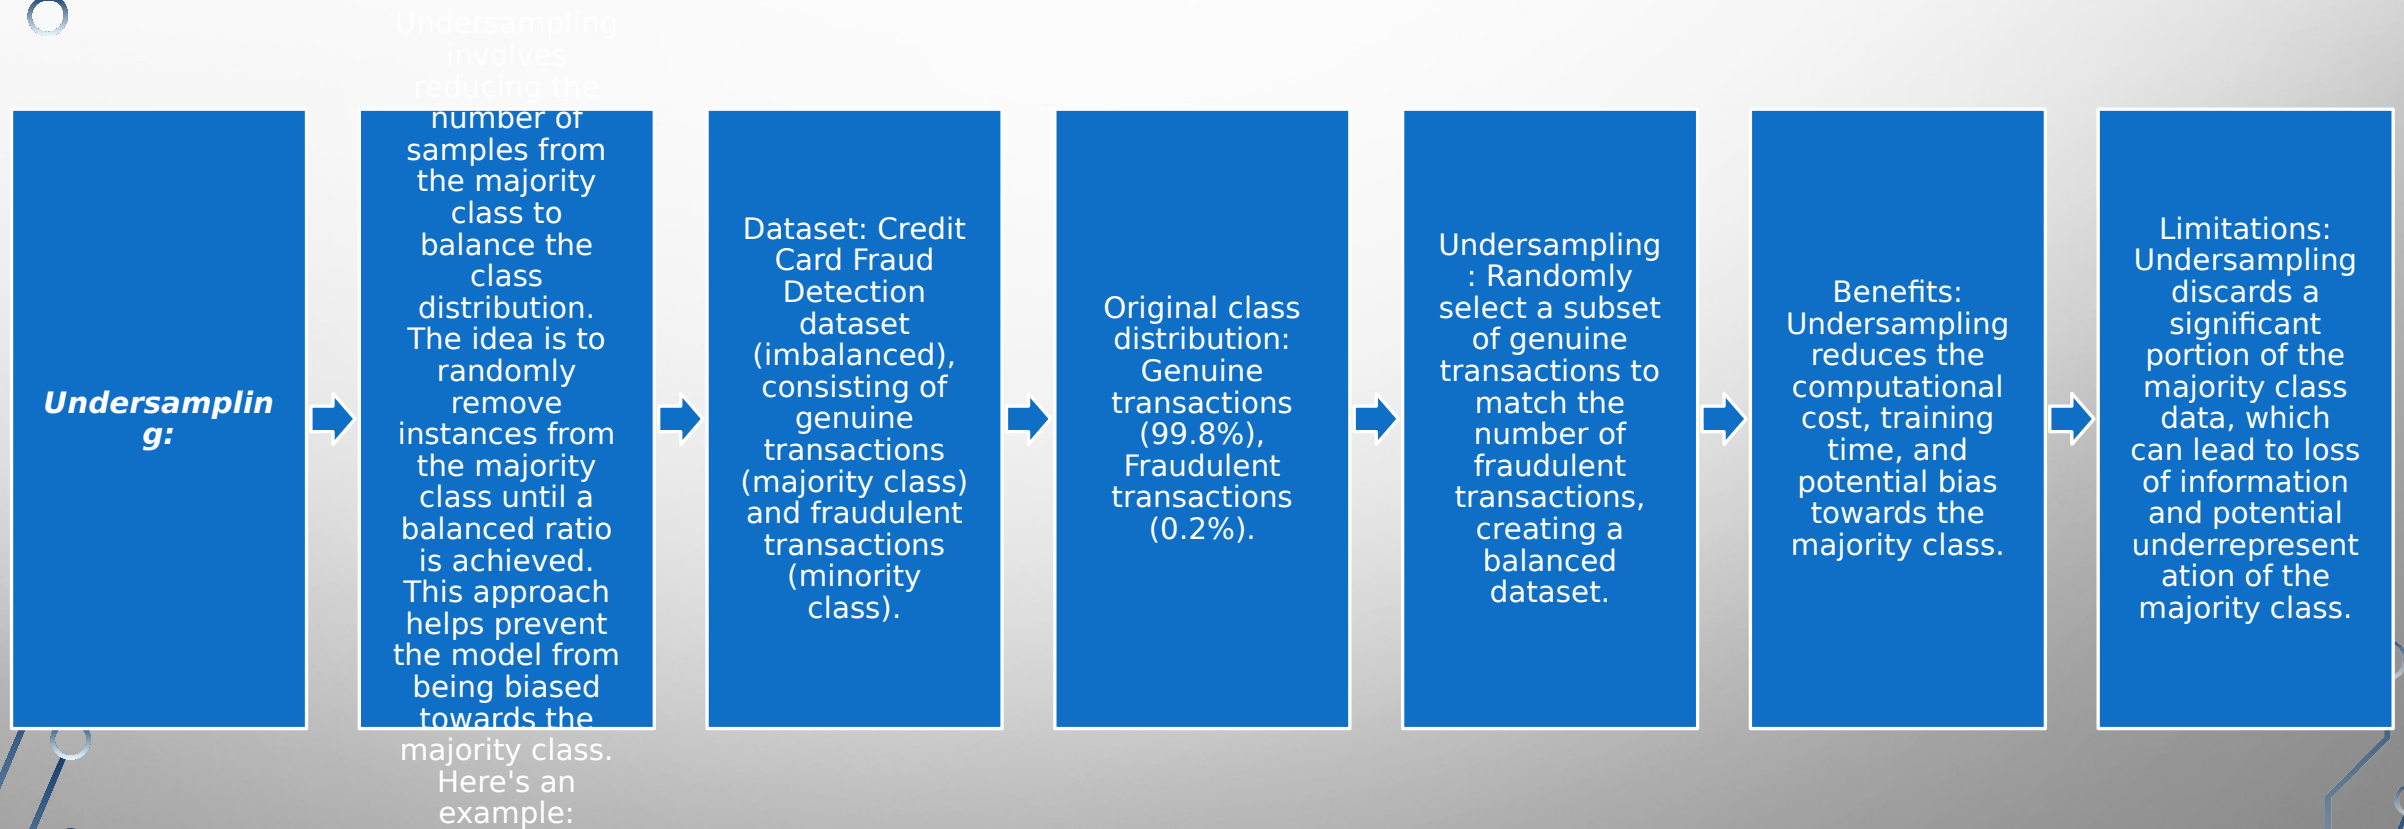 Undersamplin
g:
Undersampling
involves
reducing the
number of
samples from
the majority
class to
balance the
class
distribution.
The idea is to
randomly
remove
instances from
the majority
class until a
balanced ratio
is achieved.
This approach
helps prevent
the model from
being biased
towards the
majority class.
Here's an
example:
Dataset: Credit
Card Fraud
Detection
dataset
(imbalanced),
consisting of
genuine
transactions
(majority class)
and fraudulent
transactions
(minority
class).
Original class
distribution:
Genuine
transactions
(99.8%),
Fraudulent
transactions
(0.2%).
Undersampling
: Randomly
select a subset
of genuine
transactions to
match the
number of
fraudulent
transactions,
creating a
balanced
dataset.
Benefits:
Undersampling
reduces the
computational
cost, training
time, and
potential bias
towards the
majority class.
Limitations:
Undersampling
discards a
significant
portion of the
majority class
data, which
can lead to loss
of information
and potential
underrepresent
ation of the
majority class.